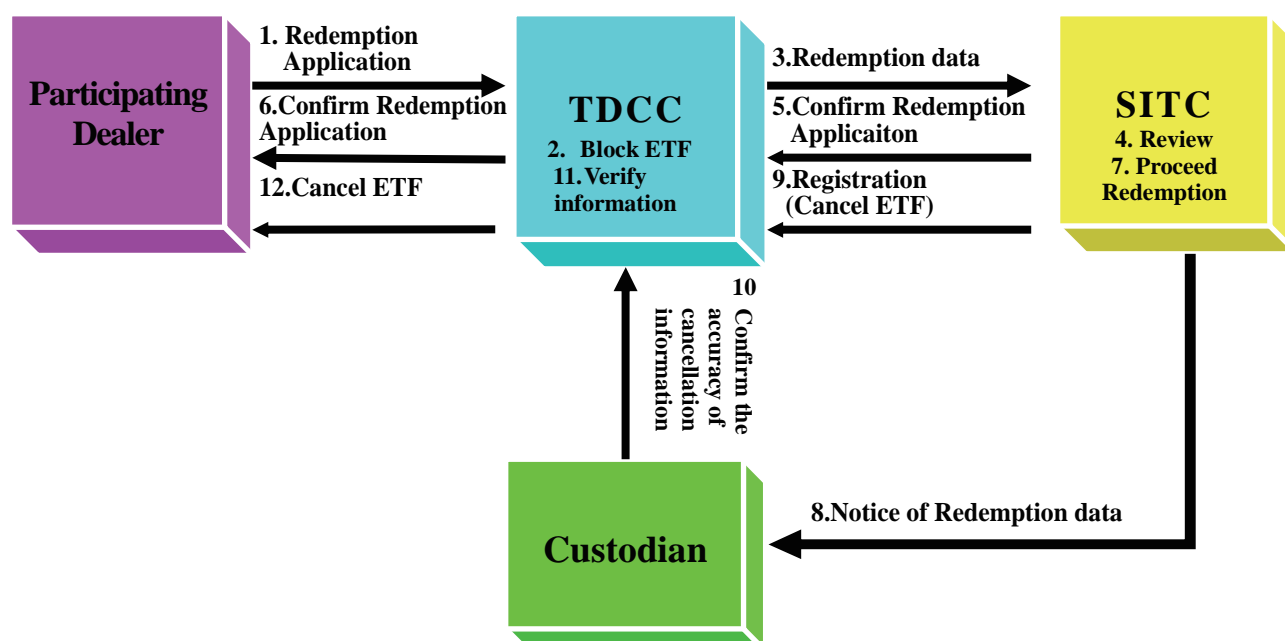 Participating
Dealer
1. Redemption
Application
6.Confirm Redemption
Application
12.Cancel ETF
TDCC
2. Block ETF
11.Verify
information
3.Redemption data
5.Confirm Redemption
Applicaiton
9.Registration
(Cancel ETF)
SITC
4. Review
7. Proceed
Redemption
10
Confirm the
accuracy of
cancellation
information
8.Notice of Redemption data
Custodian